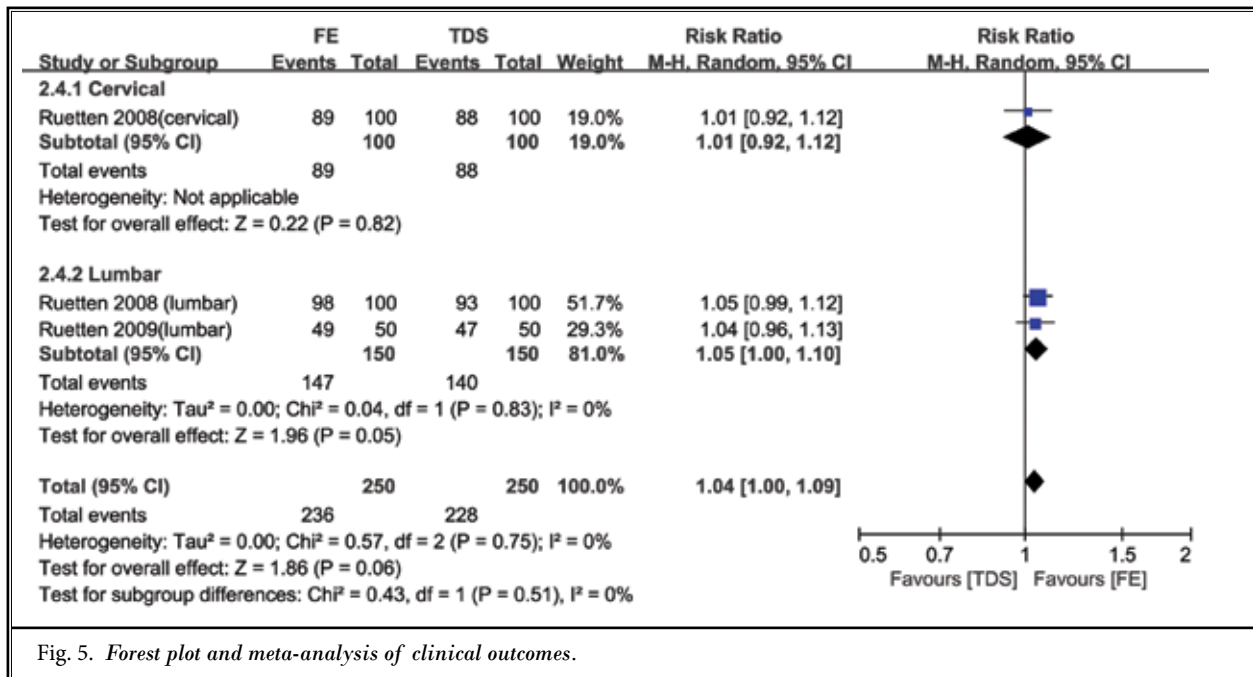 FE TDS Risk Ratio Risk Ratio
Study or Subgroup Events Total Events Total Weight M-H, Random, 95% CI M-H, Random, 95% CI
2.4.1 Cervical
Ruetten 2008(cervical) 89 100 88 100 19.0% 1.01 [0.92, 1.12]
Subtotal (95% CI) 100 100 19.0% 1.01 [0.92, 1.12]
Total events 89 88
Heterogeneity: Not applicable
Test for overall effect: Z = 0.22 (P = 0.82)
2.4.2 Lumbar
Ruetten 2008 (lumbar) 98 100 93 100 51.7% 1.05 [0.99, 1.12]
Ruetten 2009(lumbar) 49 50 47 50 29.3% 1.04 [0.96, 1.13]
Subtotal (95% CI) 150 150 81.0% 1.05 [1.00, 1.10]
Total events 147 140
Heterogeneity: Tau² = 0.00; Chi² = 0.04, df = 1 (P = 0.83); I² = 0%
Test for overall effect: Z = 1.96 (P = 0.05)
Total (95% CI) 250 250 100.0% 1.04 [1.00, 1.09]
Total events 236 228
Heterogeneity: Tau² = 0.00; Chi² = 0.57, df = 2 (P = 0.75); I² = 0%
Test for overall effect: Z = 1.86 (P = 0.06)
Test for subgroup differences: Chi² = 0.43, df = 1 (P = 0.51), I² = 0%
0.5 0.7 1 1.5 2
Favours [TDS] Favours [FE]
Fig. 5. Forest plot and meta-analysis of clinical outcomes.